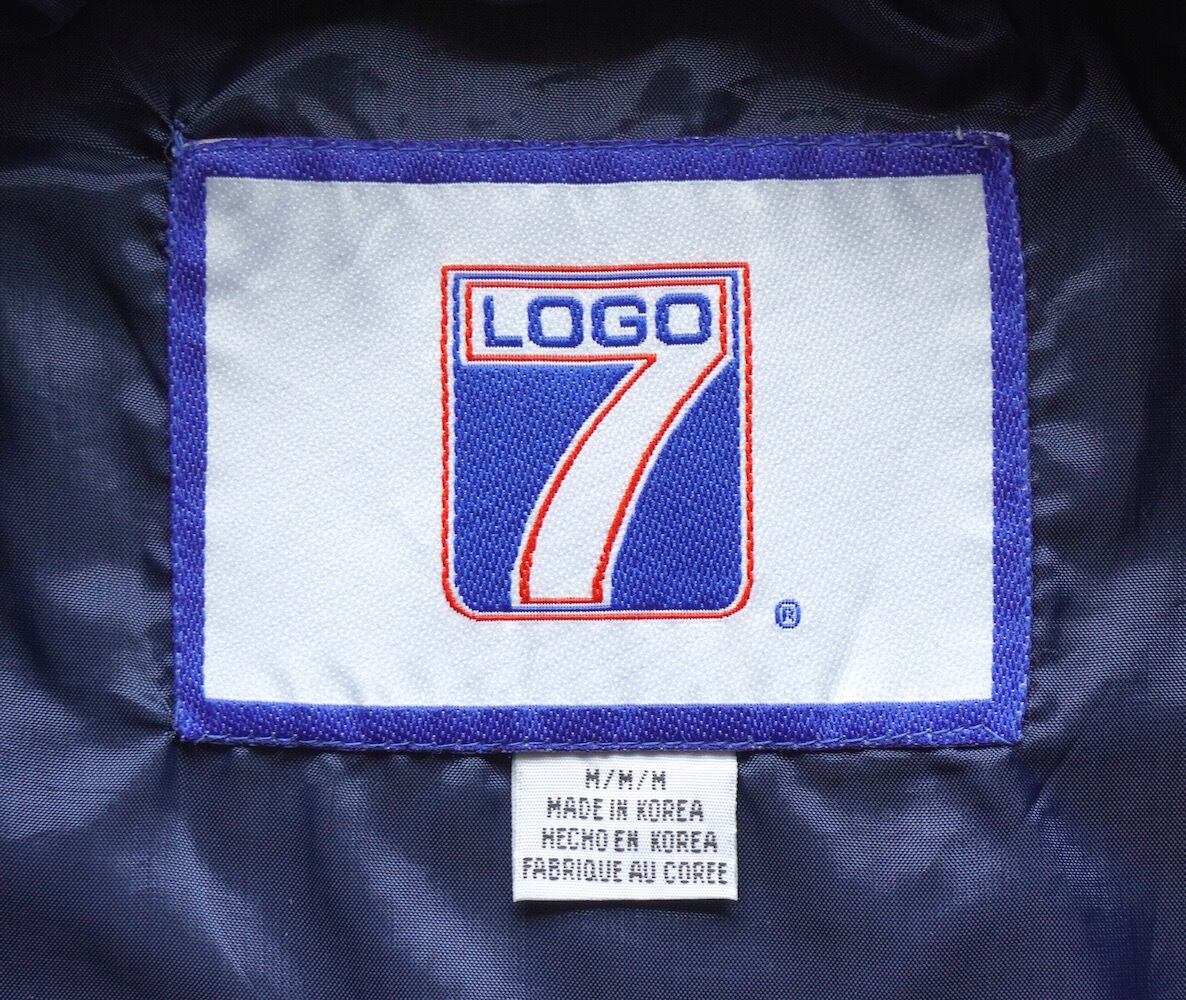 LOGO
7
®
M/M/M
MADE IN KOREA
HECHO EN KOREA
FABRIQUE AU COREE